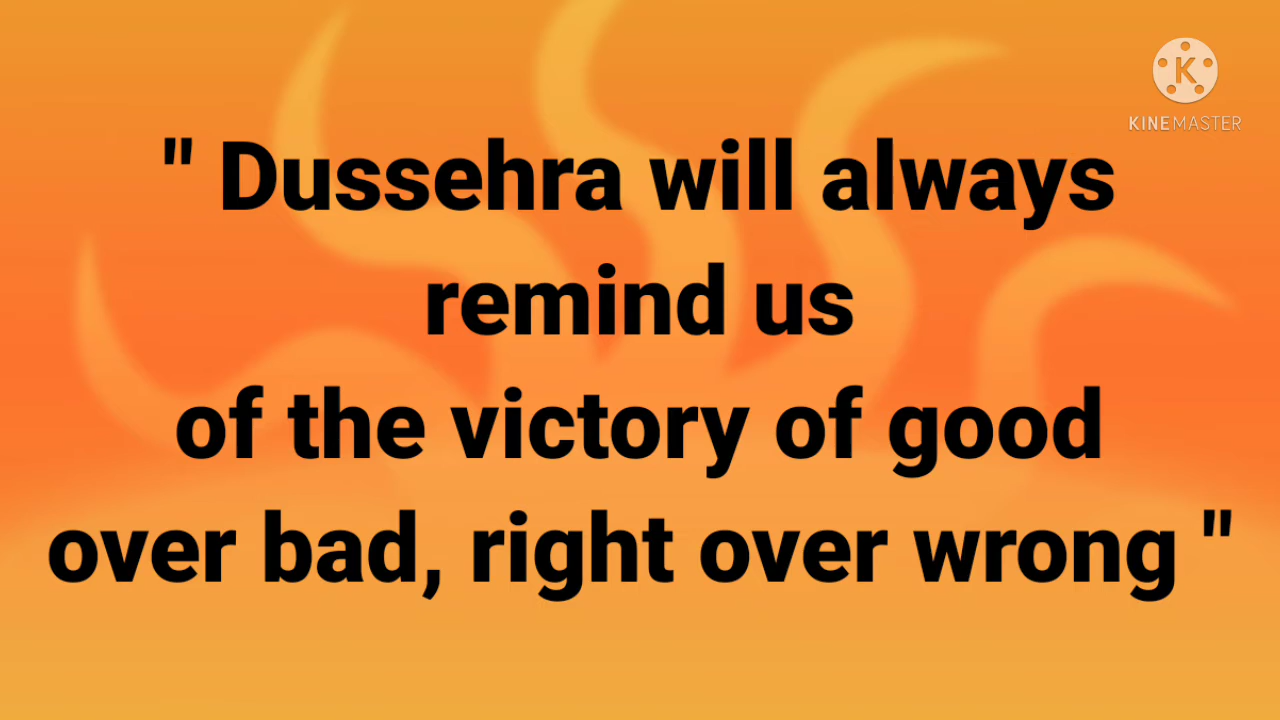 K
KINEMASTER
" Dussehra will always
remind us
of the victory of good
over bad, right over wrong "